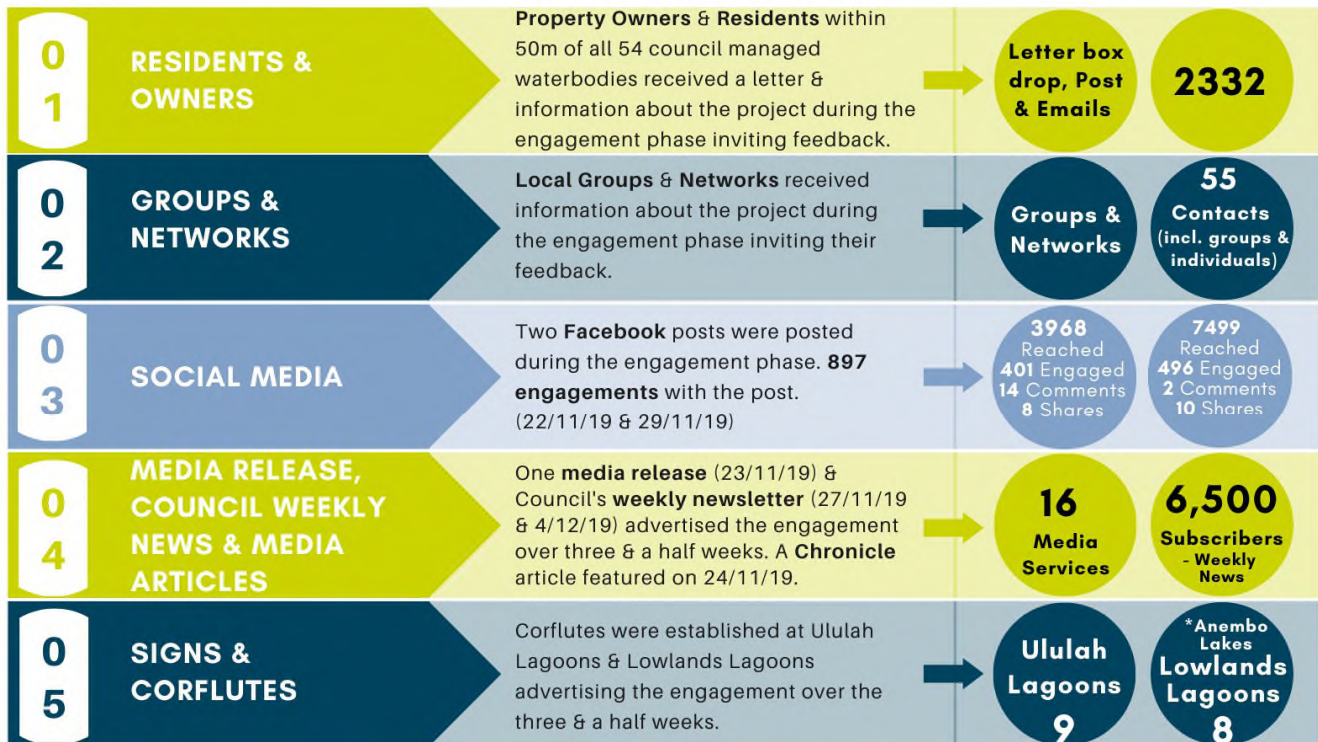 0
1
RESIDENTS &
OWNERS
Property Owners & Residents within
50m of all 54 council managed
waterbodies received a letter &
information about the project during the
engagement phase inviting feedback.
Letter box
drop, Post
& Emails
2332
0
2
GROUPS &
NETWORKS
Local Groups & Networks received
information about the project during
the engagement phase inviting their
feedback.
Groups &
Networks
55
Contacts
(incl. groups &
individuals)
0
3
SOCIAL MEDIA
Two Facebook posts were posted
during the engagement phase. 897
engagements with the post.
(22/11/19 & 29/11/19)
3968
Reached
401 Engaged
14 Comments
8 Shares
7499
Reached
496 Engaged
2 Comments
10 Shares
0
4
MEDIA RELEASE,
COUNCIL WEEKLY
NEWS & MEDIA
ARTICLES
One media release (23/11/19) &
Council's weekly newsletter (27/11/19
& 4/12/19) advertised the engagement
over three & a half weeks. A Chronicle
article featured on 24/11/19.
16
Media
Services
6,500
Subscribers
- Weekly
News
0
5
SIGNS &
CORFLUTES
Corflutes were established at Ululah
Lagoons & Lowlands Lagoons
advertising the engagement over the
three & a half weeks.
Ululah
Lagoons
9
*Anembo
Lakes
Lowlands
Lagoons
8